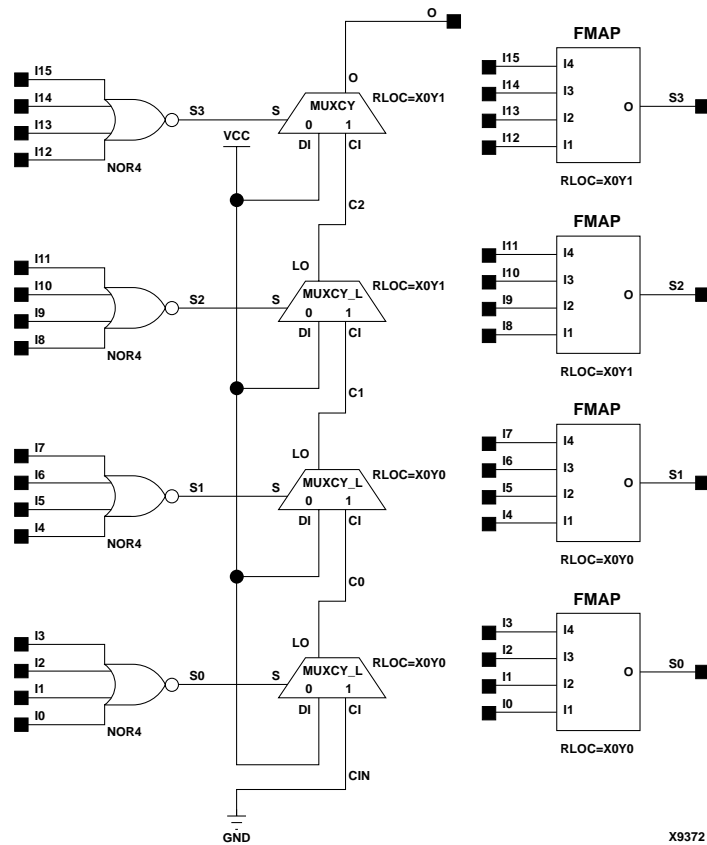 O
FMAP
I15
I14
I13
I12
NOR4
S3
S
O
MUXCY
0 1
DI CI
RLOC=X0Y1
VCC
I15
I14
I13
I12
I4
I3
I2
I1
O
S3
RLOC=X0Y1
C2
FMAP
I11
I10
I9
I8
NOR4
S2
S
LO
MUXCY_L
0 1
DI CI
RLOC=X0Y1
I11
I10
I9
I8
I4
I3
I2
I1
O
S2
RLOC=X0Y1
C1
FMAP
I7
I6
I5
I4
NOR4
S1
S
LO
MUXCY_L
0 1
DI CI
RLOC=X0Y0
I7
I6
I5
I4
I4
I3
I2
I1
O
S1
RLOC=X0Y0
C0
FMAP
I3
I2
I1
I0
NOR4
S0
S
LO
MUXCY_L
0 1
DI CI
RLOC=X0Y0
I3
I2
I1
I0
I4
I3
I2
I1
O
S0
RLOC=X0Y0
CIN
GND
X9372